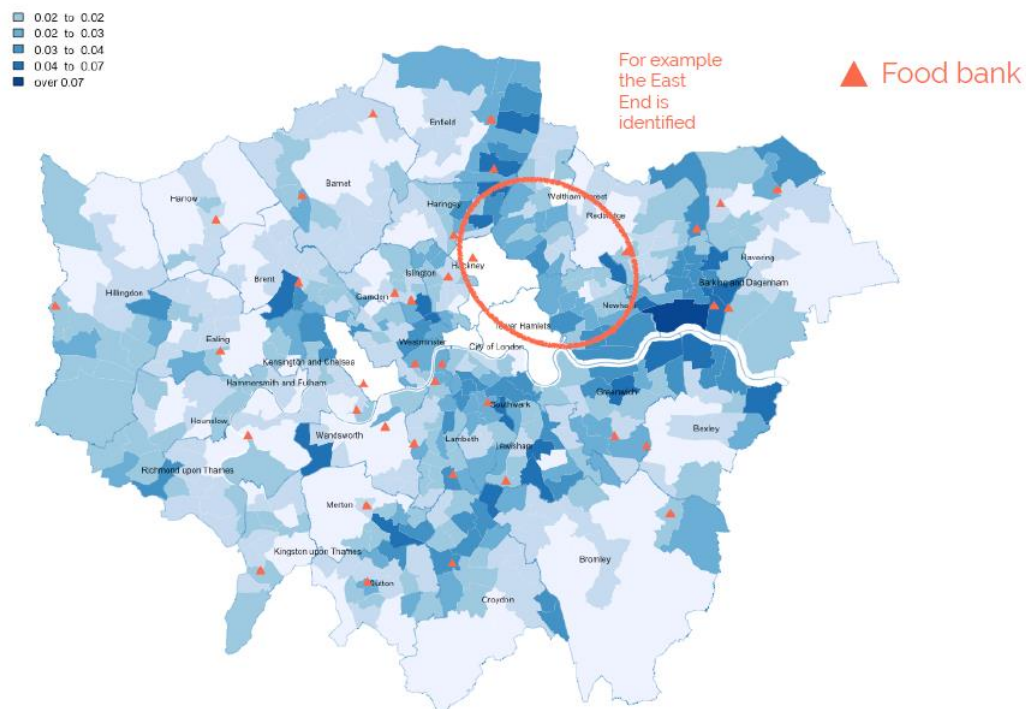 0.02 to 0.02
0.02 to 0.03
0.03 to 0.04
0.04 to 0.07
over 0.07
For example
the East
End is
identified
Food bank
Enfield
Barnet
Harrow
Haringey
Waltham Forest
Redbridge
Havering
Hackney
Islington
Brent
Camden
Barking and Dagenham
Hillingdon
Newham
Tower Hamlets
Ealing
Westminster
City of London
Kensington and Chelsea
Hammersmith and Fulham
Greenwich
Southwark
Hounslow
Wandsworth
Bexley
Lambeth
Lewisham
Richmond upon Thames
Merton
Kingston upon Thames
Bromley
Sutton
Croydon